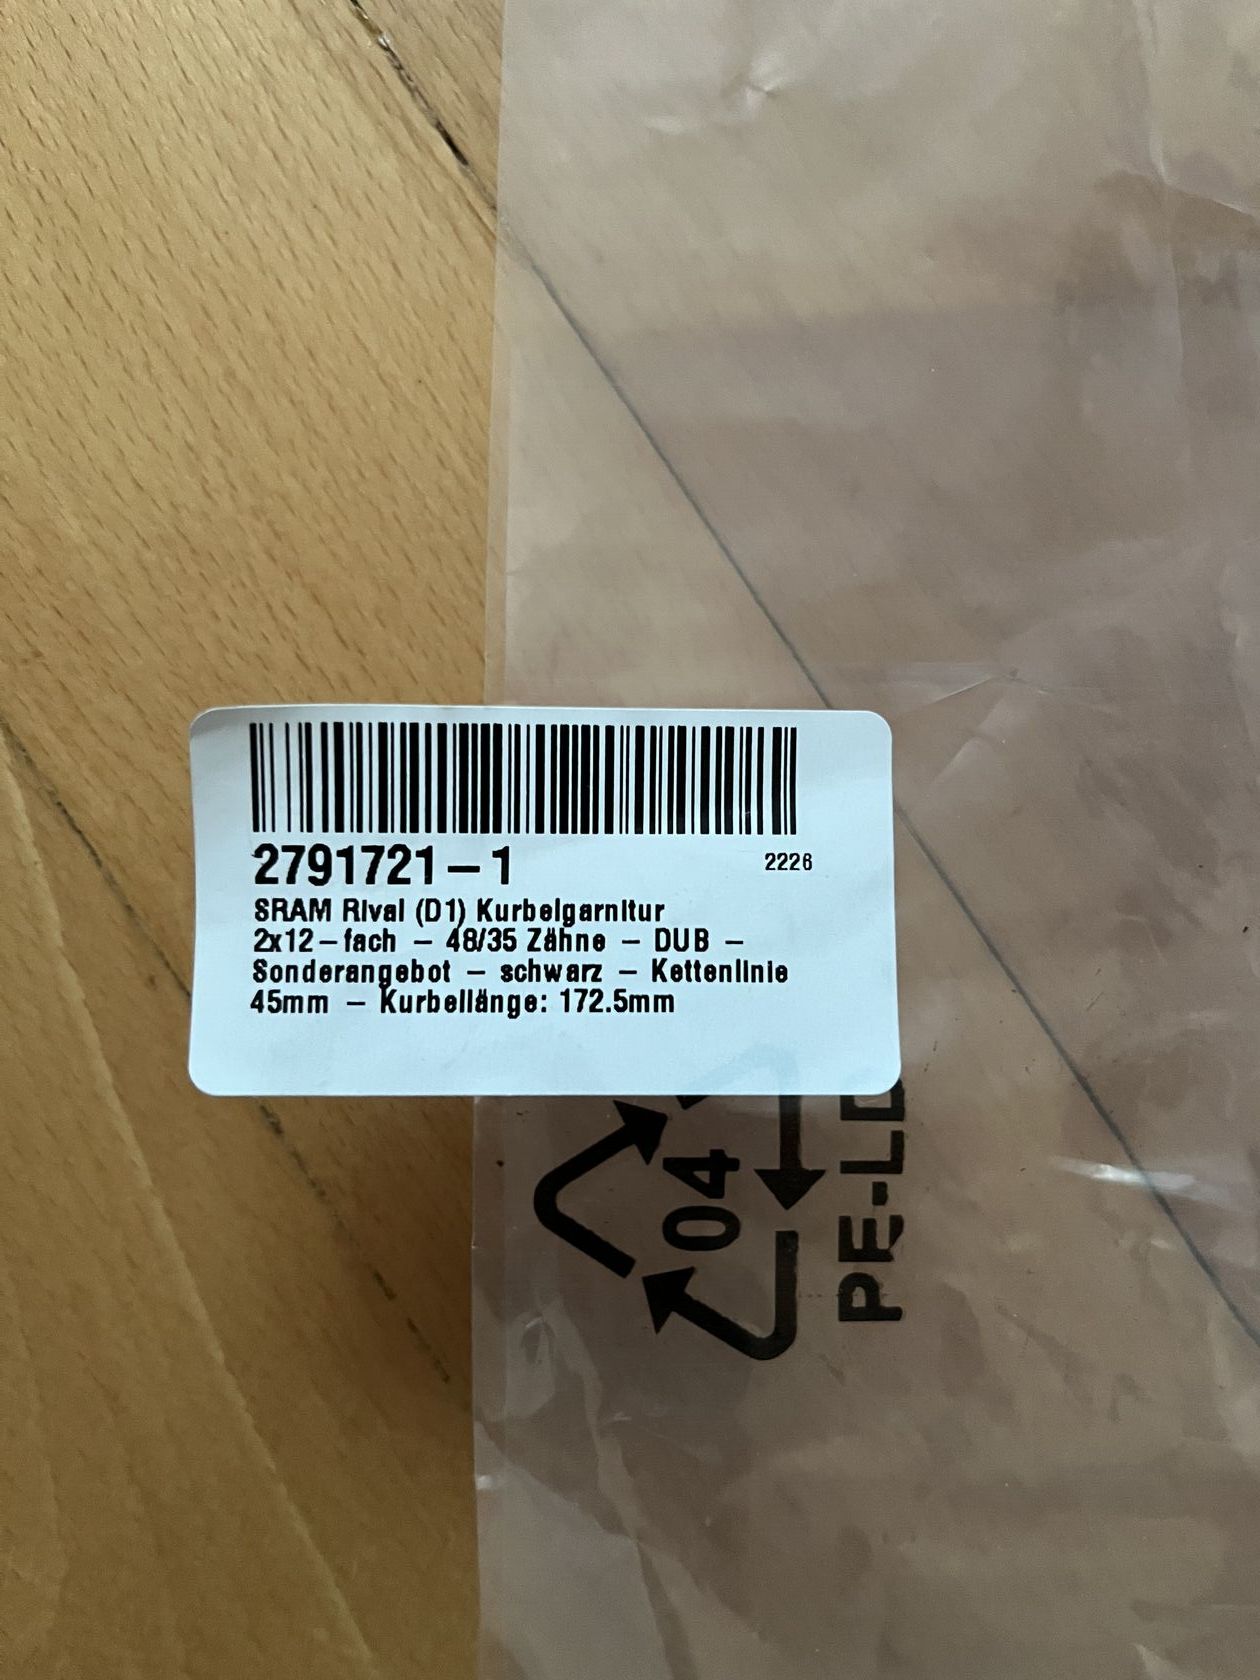 2791721-1 2226
SRAM Rival (D1) Kurbelgarnitur
2x12-fach - 48/35 Zähne - DUB -
Sonderangebot - schwarz - Kettenlinie
45mm - Kurbellänge: 172.5mm
04
PE-LD